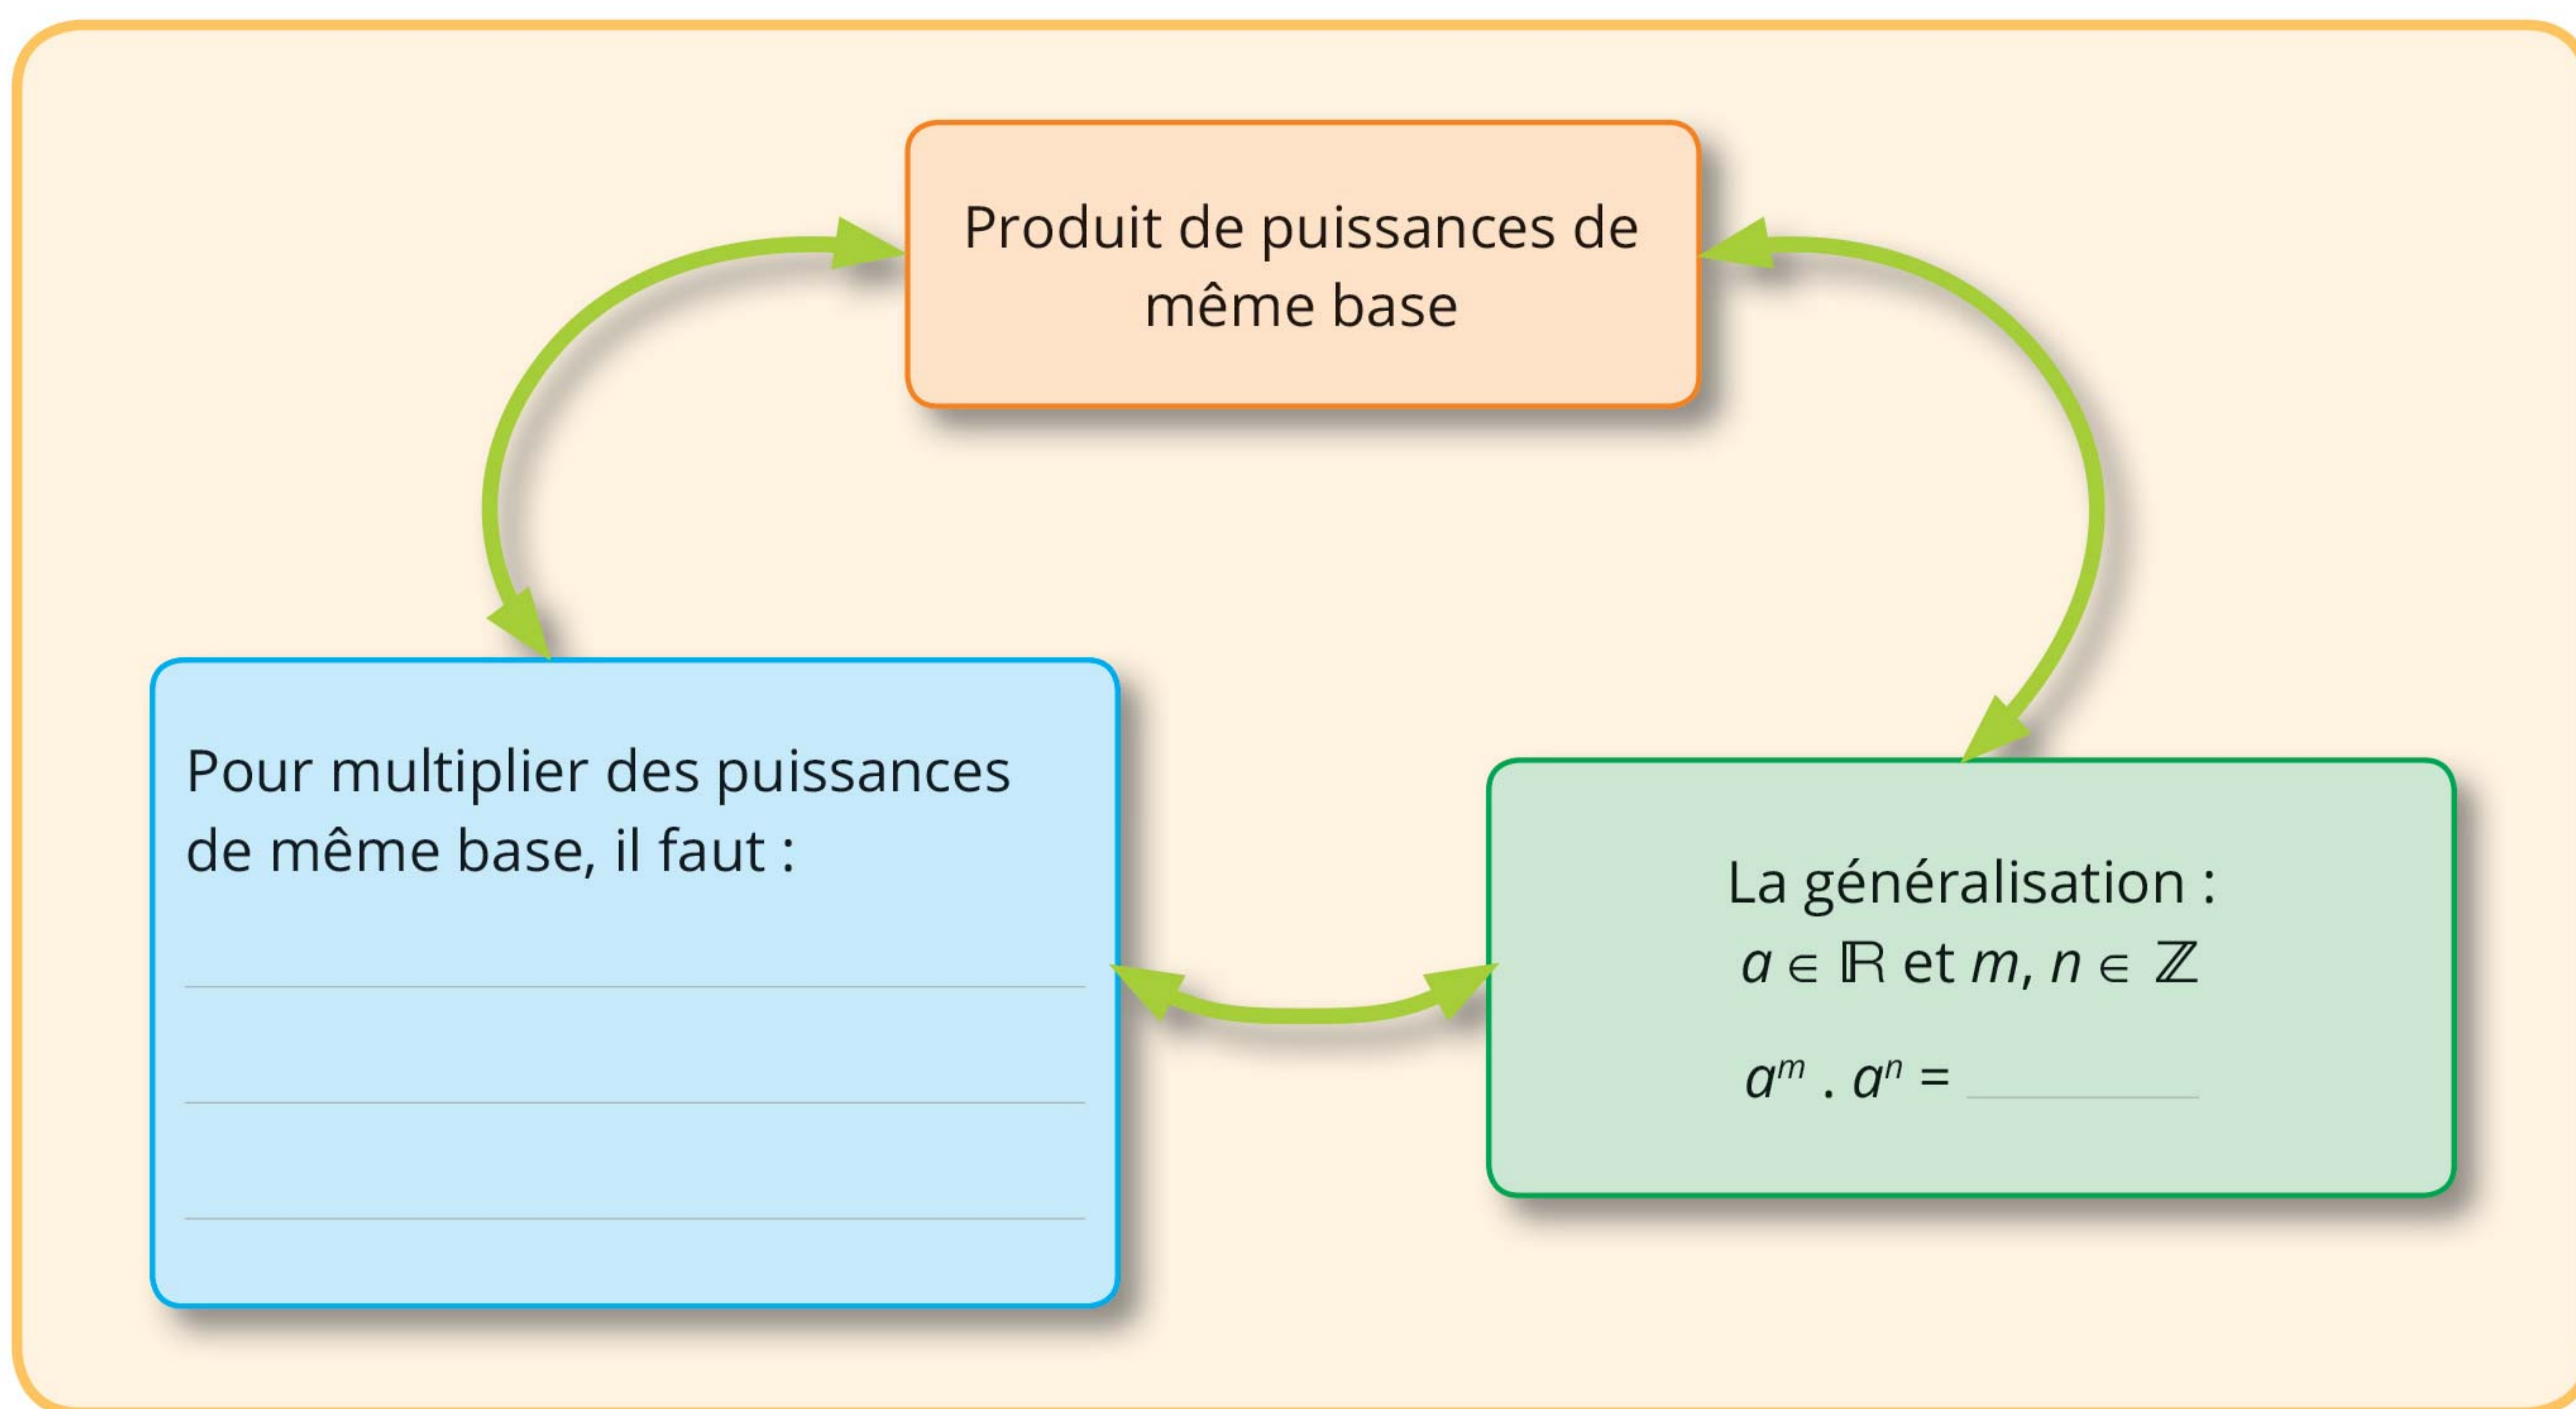 Produit de puissances de
même base
Pour multiplier des puissances
de même base, il faut :
La généralisation :
a ∈ ℝ et m, n ∈ ℤ
aᵐ . aⁿ =